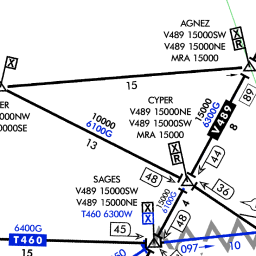 AGNEZ
V489 15000SW
V489 15000NE
MRA 15000
X
R
X
15
ER
000NW
000SE
10000
6100G
13
CYPER
V489 15000NE
V489 15000SW
MRA 15000
15000
6300G
V489
8
89
X
R
44
36
48
SAGES
V489 15000SW
V489 15000NE
T460 6300W
X
X
15000
6100G
4
48
45
6400G
T460
15
097
10